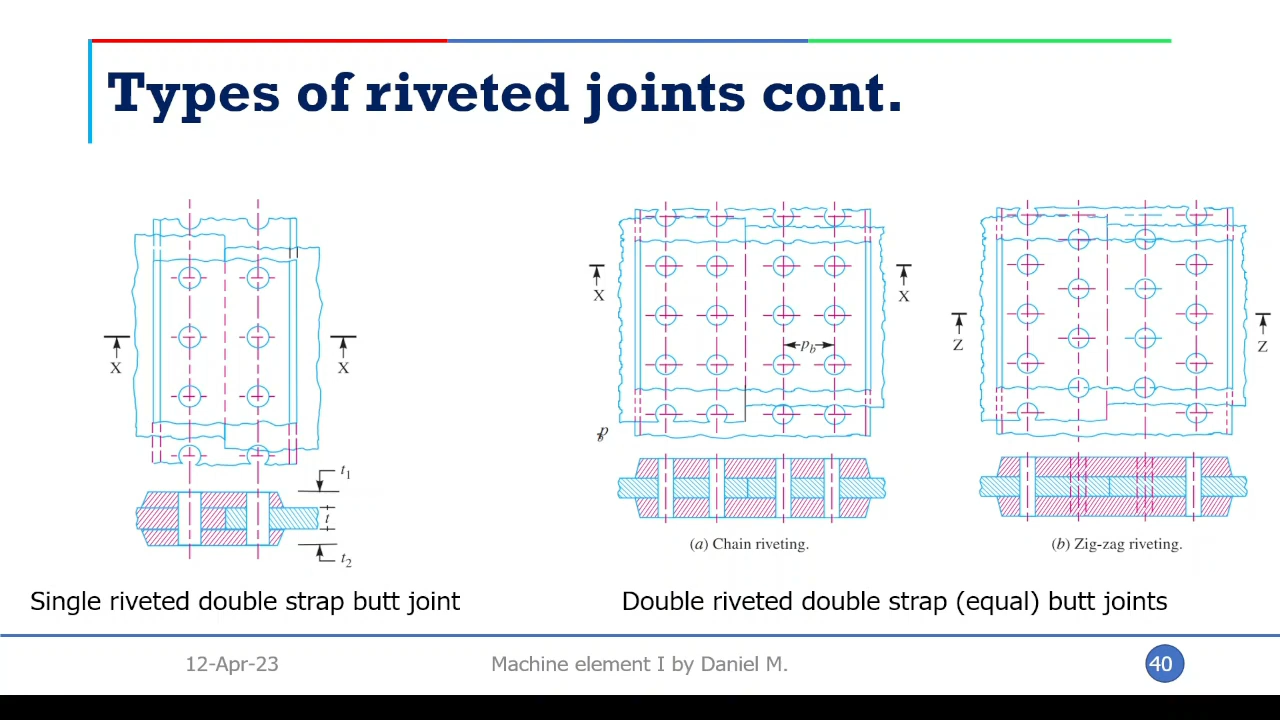 Types of riveted joints cont.
X
X
t1
t
t2
Single riveted double strap butt joint
X
X
pb
p
(a) Chain riveting.
Z
Z
(b) Zig-zag riveting.
Double riveted double strap (equal) butt joints
12-Apr-23
Machine element I by Daniel M.
40